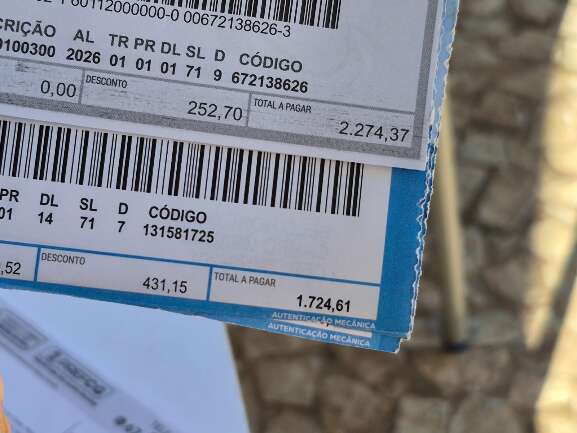 80112000000-0 00672138626-3
CRIÇÃO AL TR PR DL SL D CÓDIGO
0100300 2026 01 01 01 71 9 672138626
DESCONTO TOTAL A PAGAR
0,00 252,70 2.274,37
PR DL SL D CÓDIGO
01 14 71 7 131581725
DESCONTO TOTAL A PAGAR
,52 431,15 1.724,61
AUTENTICAÇÃO MECÂNICA
AUTENTICAÇÃO MECÂNICA